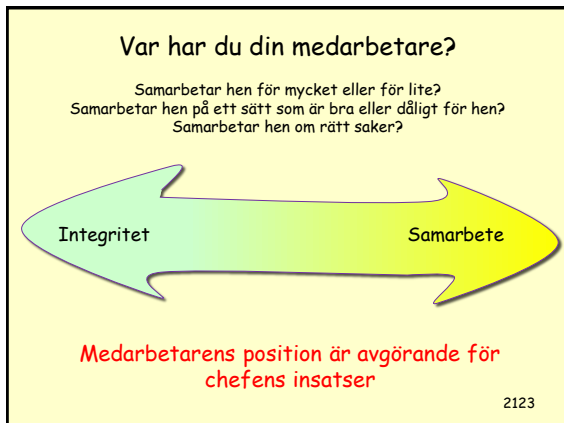 Var har du din medarbetare?
Samarbetar hen för mycket eller för lite?
Samarbetar hen på ett sätt som är bra eller dåligt för hen?
Samarbetar hen om rätt saker?
Integritet
Samarbete
Medarbetarens position är avgörande för
chefens insatser
2123